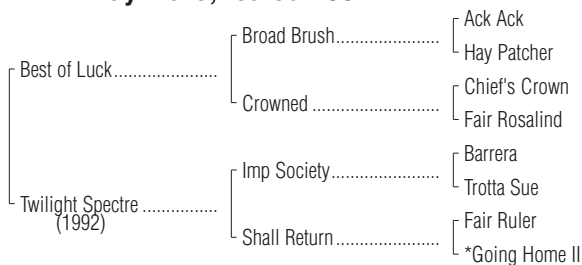 Ack Ack
Broad Brush
Hay Patcher
Best of Luck
Chief's Crown
Crowned
Fair Rosalind
Barrera
Imp Society
Trotta Sue
Twilight Spectre
(1992)
Fair Ruler
Shall Return
*Going Home II